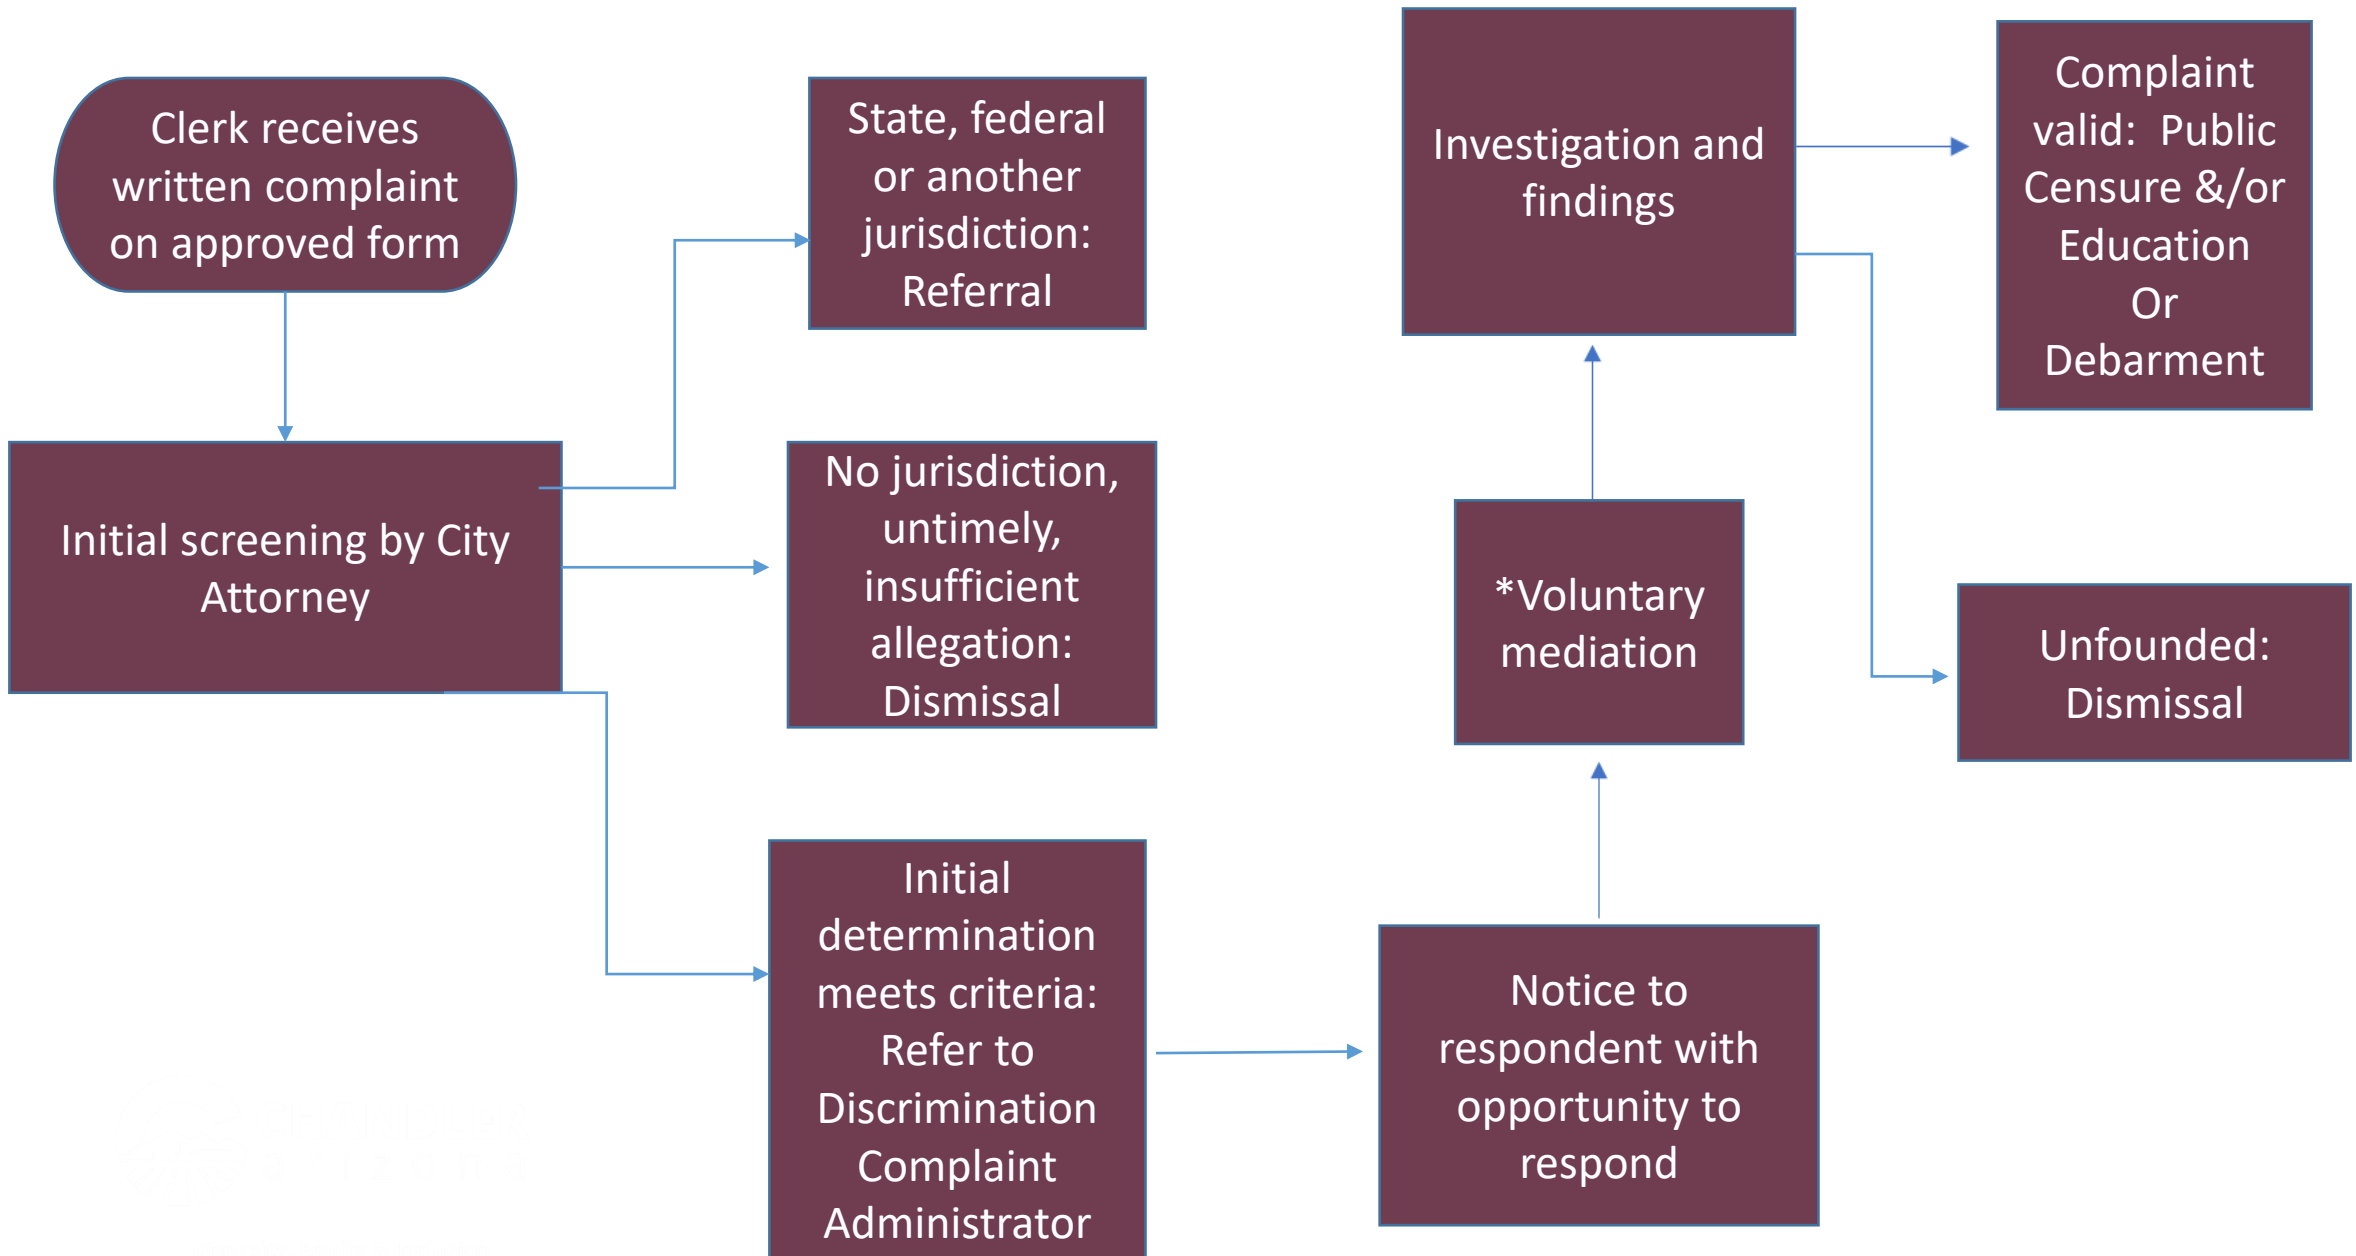 Clerk receives
written complaint
on approved form
Initial screening by City
Attorney
State, federal
or another
jurisdiction:
Referral
No jurisdiction,
untimely,
insufficient
allegation:
Dismissal
Initial
determination
meets criteria:
Refer to
Discrimination
Complaint
Administrator
Notice to
respondent with
opportunity to
respond
*Voluntary
mediation
Investigation and
findings
Complaint
valid:  Public
Censure &/or
Education
Or
Debarment
Unfounded:
Dismissal